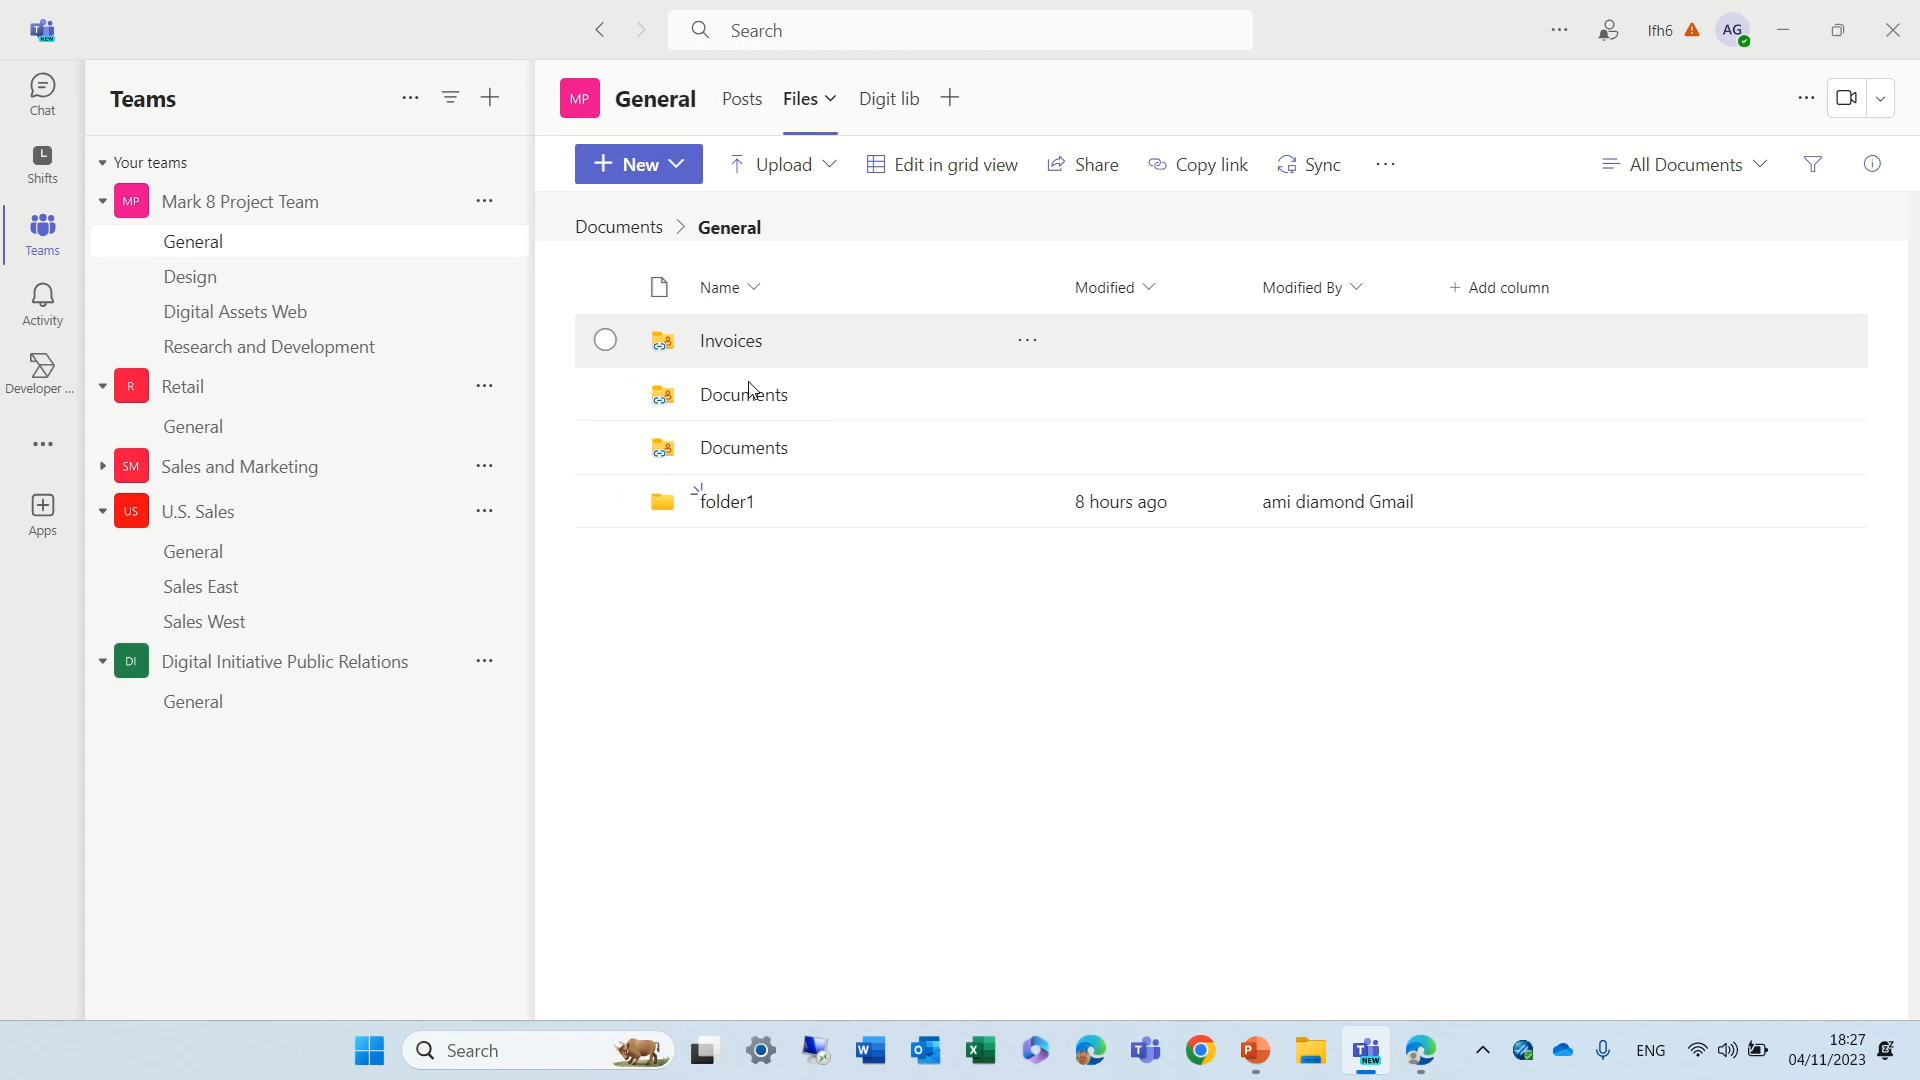 Search
lfh6
AG
NEW
Chat
Shifts
Teams
Activity
Developer ...
Apps
Teams
Your teams
MP Mark 8 Project Team
General
Design
Digital Assets Web
Research and Development
R Retail
General
SM Sales and Marketing
US U.S. Sales
General
Sales East
Sales West
DI Digital Initiative Public Relations
General
MP General Posts Files Digit lib
New Upload Edit in grid view Share Copy link Sync All Documents
Documents > General
Name Modified Modified By + Add column
Invoices
Documents
Documents
folder1 8 hours ago ami diamond Gmail
Search
NEW
ENG
18:27
04/11/2023